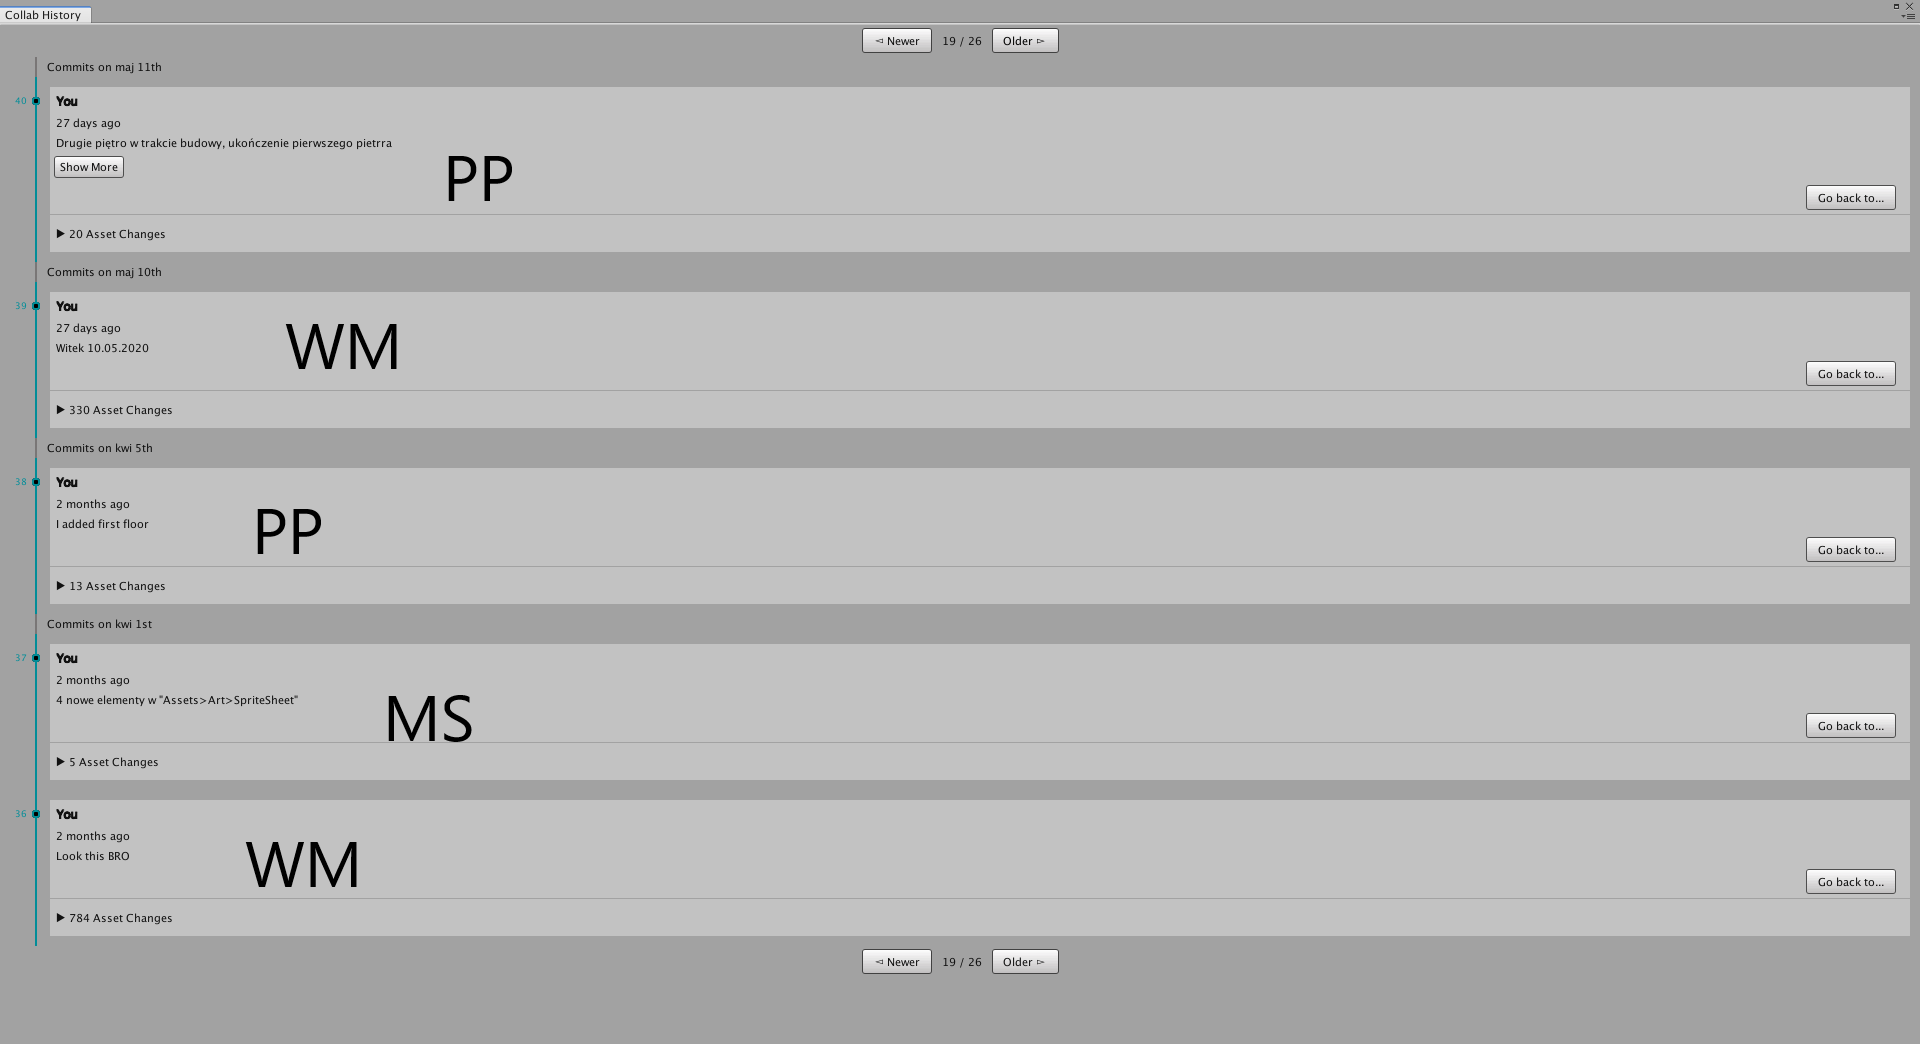 Collab History
◅ Newer 19 / 26 Older ▻
Commits on maj 11th
40 You
27 days ago
Drugie piętro w trakcie budowy, ukończenie pierwszego pietrra
Show More
PP
Go back to...
▶ 20 Asset Changes
Commits on maj 10th
39 You
27 days ago
Witek 10.05.2020
WM
Go back to...
▶ 330 Asset Changes
Commits on kwi 5th
38 You
2 months ago
I added first floor
PP
Go back to...
▶ 13 Asset Changes
Commits on kwi 1st
37 You
2 months ago
4 nowe elementy w "Assets>Art>SpriteSheet"
MS
Go back to...
▶ 5 Asset Changes
36 You
2 months ago
Look this BRO
WM
Go back to...
▶ 784 Asset Changes
◅ Newer 19 / 26 Older ▻